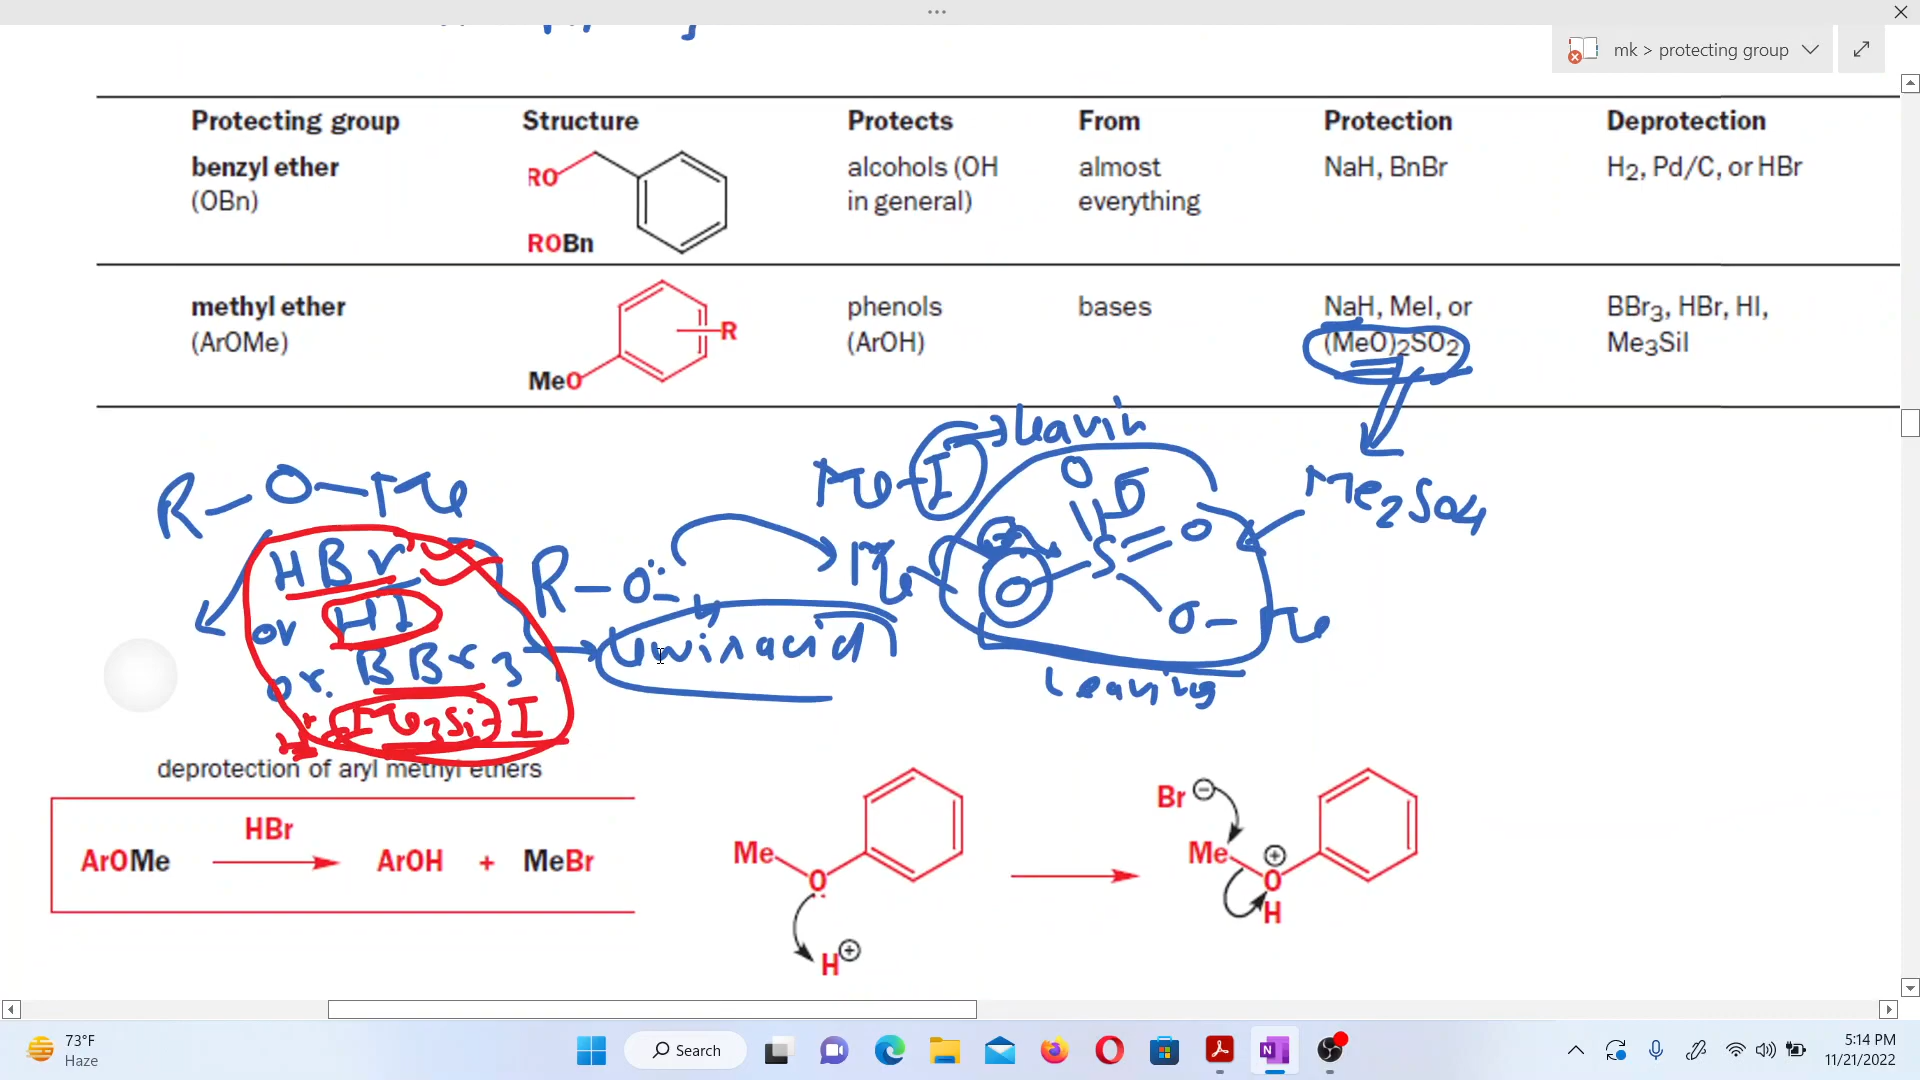 mk > protecting group
Protecting group Structure Protects From Protection Deprotection
benzyl ether RO alcohols (OH almost NaH, BnBr H2, Pd/C, or HBr
(OBn) in general) everything
ROBn
methyl ether phenols bases NaH, MeI, or BBr3, HBr, HI,
(ArOMe) R (ArOH) (MeO)2SO2 Me3SiI
MeO
leavin
R-O-Me Me-I O Me2SO4
HBr R-O Me O S O
or HI O-Me
or BBr3 Lewis acid Leaving
or Me3Si-I
deprotection of aryl methyl ethers
HBr
ArOMe ArOH + MeBr
Me O H+
Br − Me O + H
73°F
Haze
Search
5:14 PM
11/21/2022